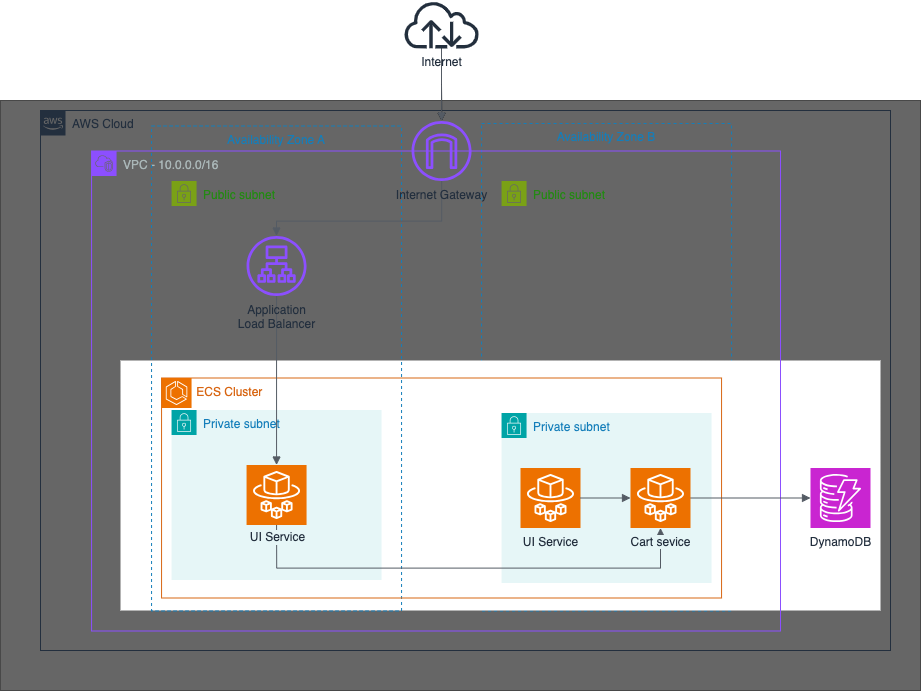 Internet
aws
AWS Cloud
Availability Zone A
Availability Zone B
VPC - 10.0.0.0/16
Public subnet
Internet Gateway
Public subnet
Application
Load Balancer
ECS Cluster
Private subnet
Private subnet
UI Service
UI Service
Cart sevice
DynamoDB